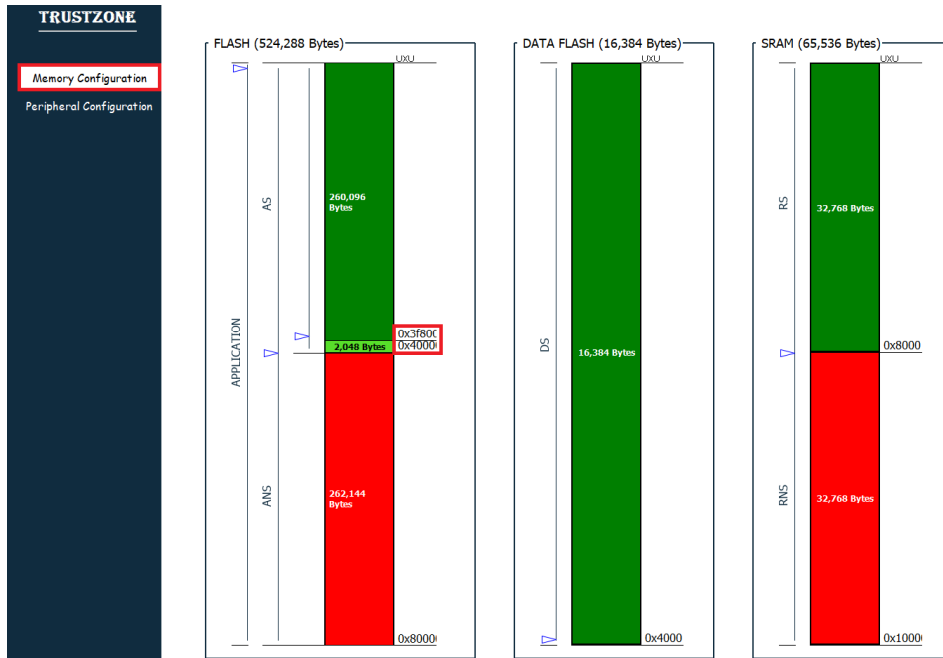 TRUSTZONE
Memory Configuration
Peripheral Configuration
FLASH (524,288 Bytes)
APPLICATION
AS
ANS
260,096
Bytes
0x3f80
2,048 Bytes
0x4000
262,144
Bytes
0x8000
DATA FLASH (16,384 Bytes)
DS
16,384 Bytes
0x4000
SRAM (65,536 Bytes)
RS
RNS
32,768 Bytes
0x8000
32,768 Bytes
0x1000